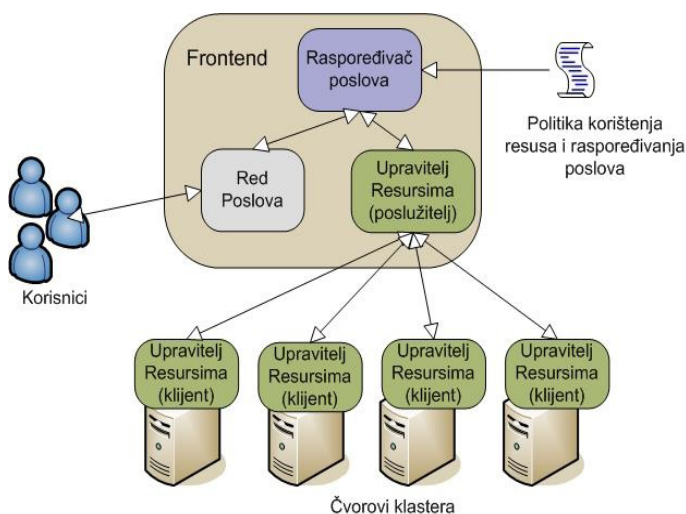 Frontend
Raspoređivač
poslova
Politika korištenja
resusa i raspoređivanja
poslova
Red
Poslova
Upravitelj
Resursima
(poslužitelj)
Korisnici
Upravitelj
Resursima
(klijent)
Upravitelj
Resursima
(klijent)
Upravitelj
Resursima
(klijent)
Upravitelj
Resursima
(klijent)
Čvorovi klastera